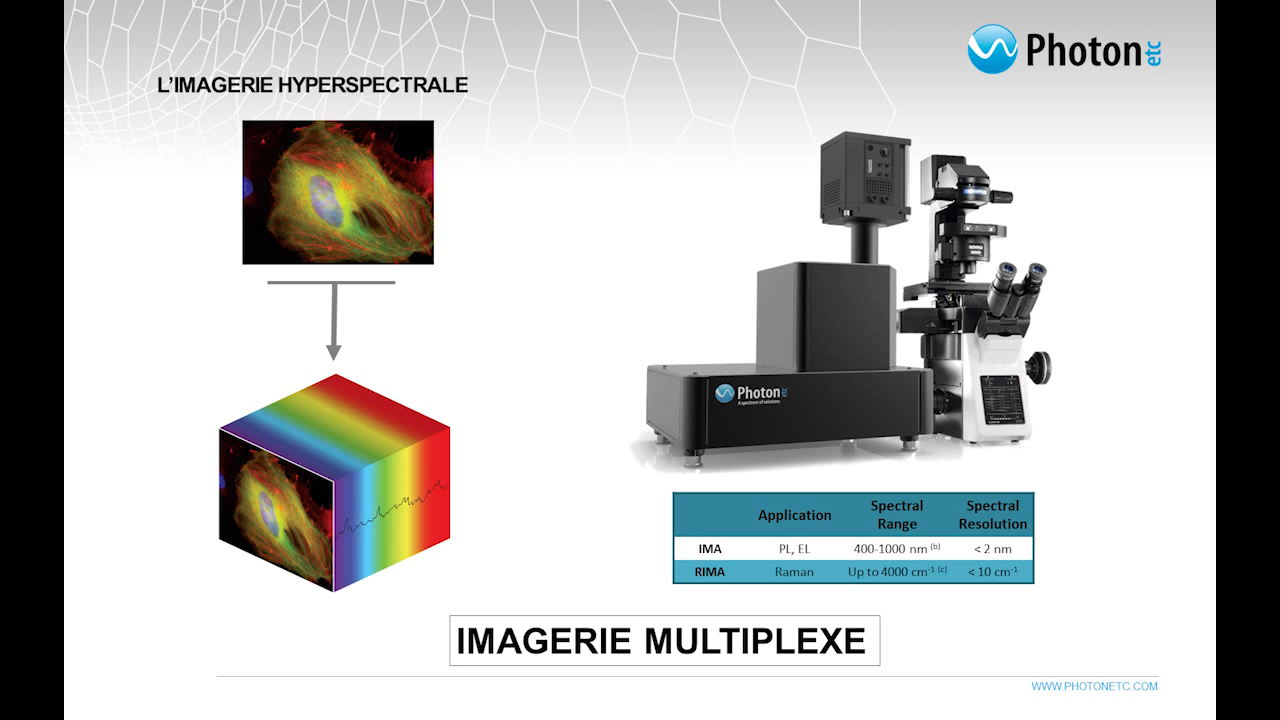 Photon etc
L’IMAGERIE HYPERSPECTRALE
Photon etc
A spectrum of solutions
Application Spectral Range Spectral Resolution
IMA PL, EL 400-1000 nm (b) < 2 nm
RIMA Raman Up to 4000 cm-1 (c) < 10 cm-1
IMAGERIE MULTIPLEXE
WWW.PHOTONETC.COM